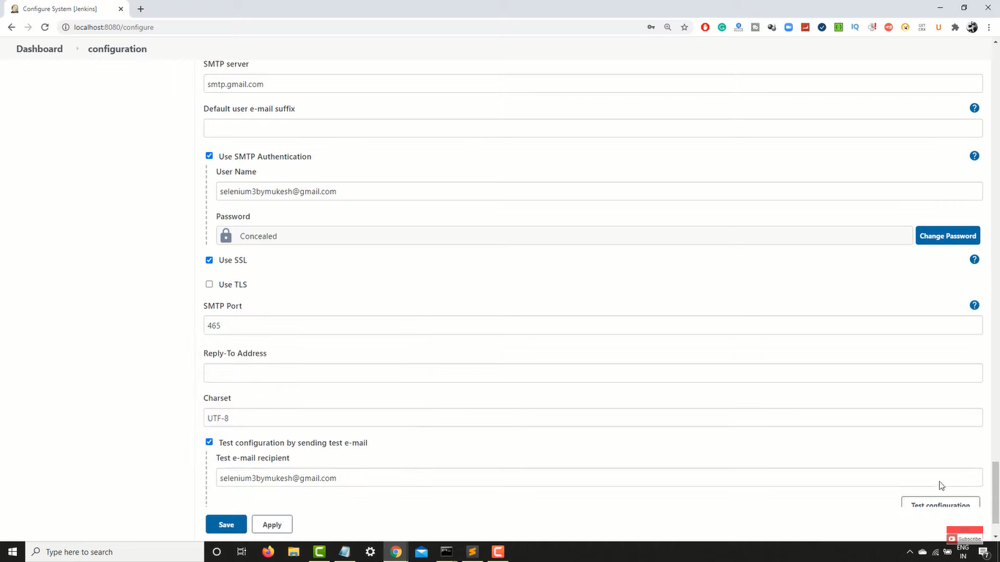 Configure System [Jenkins]
localhost:8080/configure
GET
CRX
IQ
U
Dashboard
configuration
SMTP server
smtp.gmail.com
Default user e-mail suffix
Use SMTP Authentication
User Name
selenium3bymukesh@gmail.com
Password
Concealed
Change Password
Use SSL
Use TLS
SMTP Port
465
Reply-To Address
Charset
UTF-8
Test configuration by sending test e-mail
Test e-mail recipient
selenium3bymukesh@gmail.com
Test configuration
Save
Apply
Subscribe
Type here to search
ENG
IN